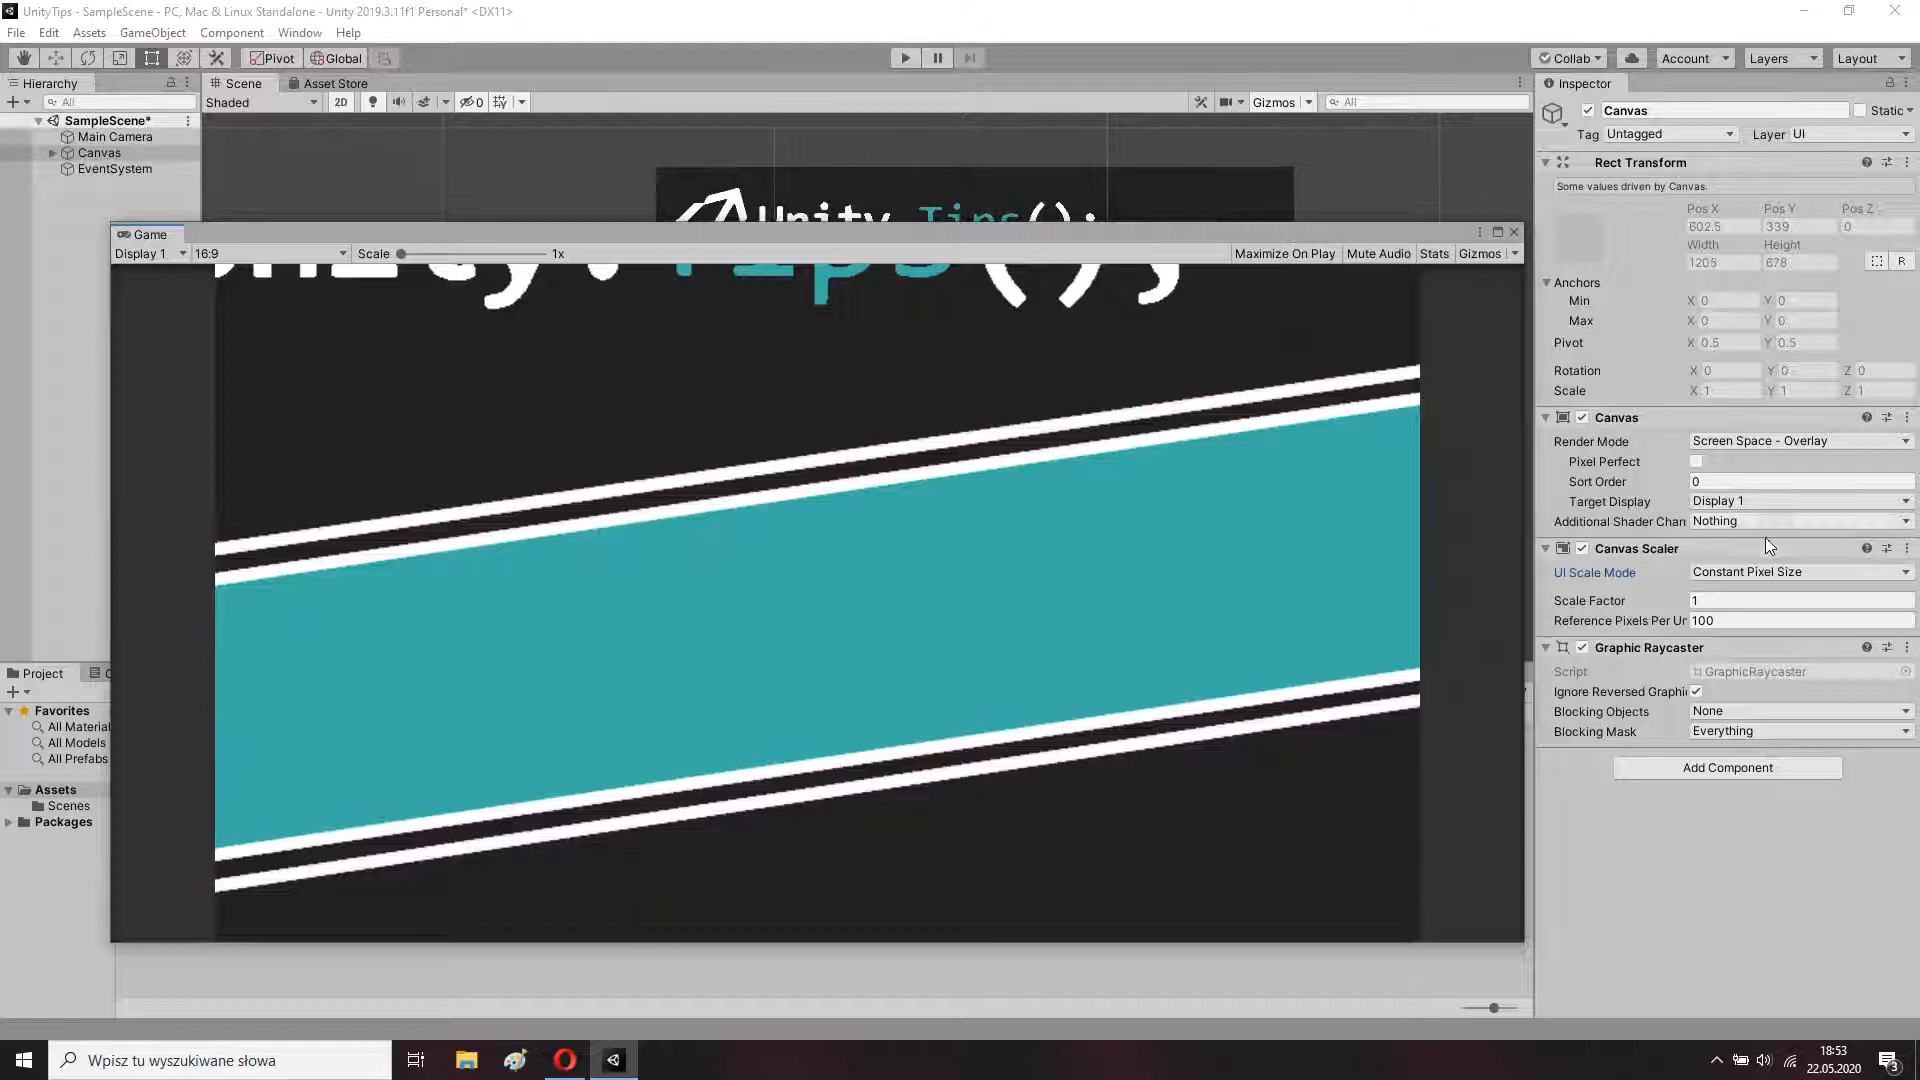 UnityTips - SampleScene - PC, Mac & Linux Standalone - Unity 2019.3.11f1 Personal* <DX11>
File Edit Assets GameObject Component Window Help
Pivot Global Collab Account Layers Layout
Hierarchy
All
SampleScene*
Main Camera
Canvas
EventSystem
Scene Asset Store
Shaded 2D 0 Gizmos All
Unity.Tips();
Game
Display 1 16:9 Scale 1x Maximize On Play Mute Audio Stats Gizmos
Tips();
Project
Favorites
All Material
All Models
All Prefabs
Assets
Scenes
Packages
Inspector
Canvas Static
Tag Untagged Layer UI
Rect Transform
Some values driven by Canvas.
Pos X Pos Y Pos Z
602.5 339 0
Width Height
1205 678 R
Anchors
Min X 0 Y 0
Max X 0 Y 0
Pivot X 0.5 Y 0.5
Rotation X 0 Y 0 Z 0
Scale X 1 Y 1 Z 1
Canvas
Render Mode Screen Space - Overlay
Pixel Perfect
Sort Order 0
Target Display Display 1
Additional Shader Chan Nothing
Canvas Scaler
UI Scale Mode Constant Pixel Size
Scale Factor 1
Reference Pixels Per Ur 100
Graphic Raycaster
Script GraphicRaycaster
Ignore Reversed Graphi
Blocking Objects None
Blocking Mask Everything
Add Component
Wpisz tu wyszukiwane słowa
18:53
22.05.2020
3